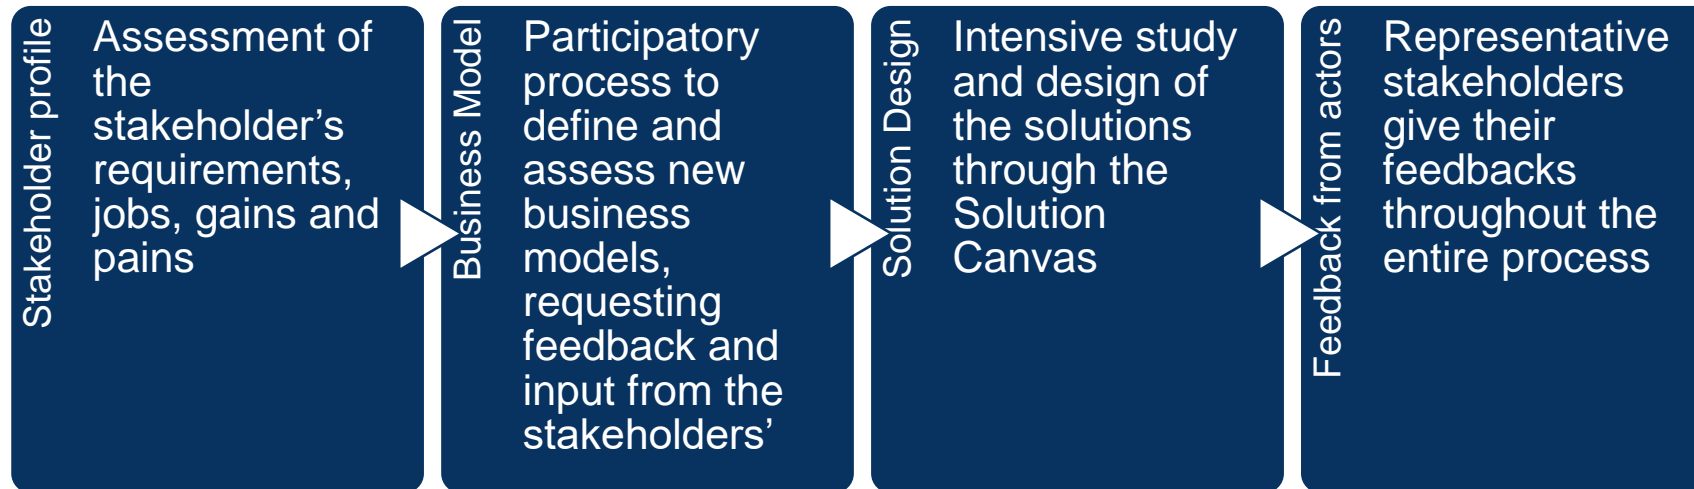 Stakeholder profile
Assessment of
the
stakeholder’s
requirements,
jobs, gains and
pains
Business Model
Participatory
process to
define and
assess new
business
models,
requesting
feedback and
input from the
stakeholders’
Solution Design
Intensive study
and design of
the solutions
through the
Solution
Canvas
Feedback from actors
Representative
stakeholders
give their
feedbacks
throughout the
entire process